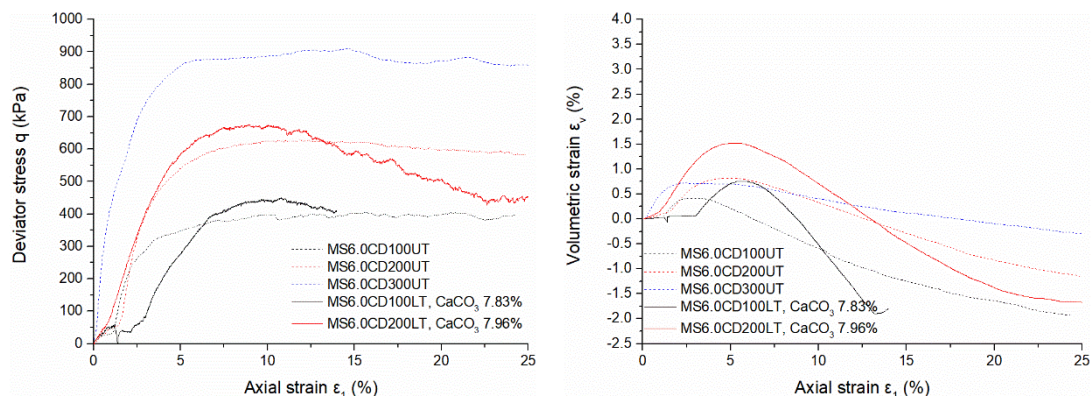 1000
900
800
700
600
500
400
300
200
100
0
Deviator stress q (kPa)
MS6.0CD100UT
MS6.0CD200UT
MS6.0CD300UT
MS6.0CD100LT, CaCO₃ 7.83%
MS6.0CD200LT, CaCO₃ 7.96%
0 5 10 15 20 25
Axial strain ε₁ (%)
4.0
3.5
3.0
2.5
2.0
1.5
1.0
0.5
0.0
-0.5
-1.0
-1.5
-2.0
-2.5
Volumetric strain εᵥ (%)
MS6.0CD100UT
MS6.0CD200UT
MS6.0CD300UT
MS6.0CD100LT, CaCO₃ 7.83%
MS6.0CD200LT, CaCO₃ 7.96%
0 5 10 15 20 25
Axial strain ε₁ (%)